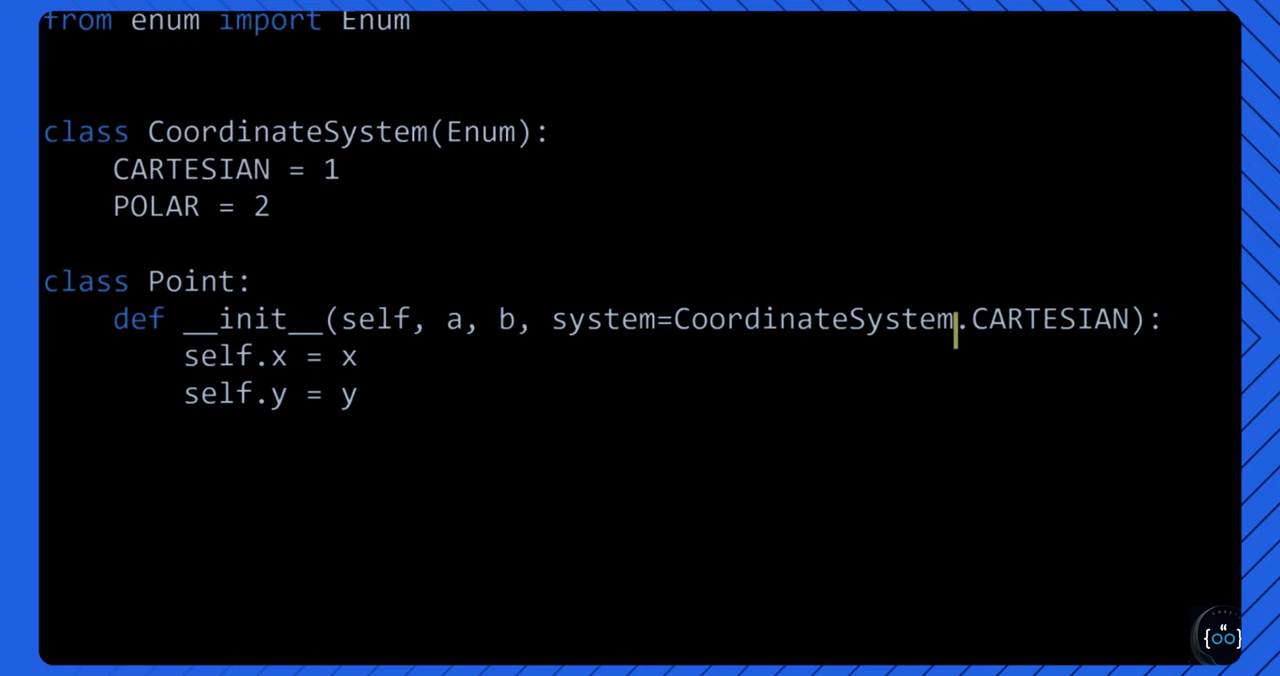 from enum import Enum
class CoordinateSystem(Enum):
CARTESIAN = 1
POLAR = 2
class Point:
def __init__(self, a, b, system=CoordinateSystem.CARTESIAN):
self.x = x
self.y = y
{oo}